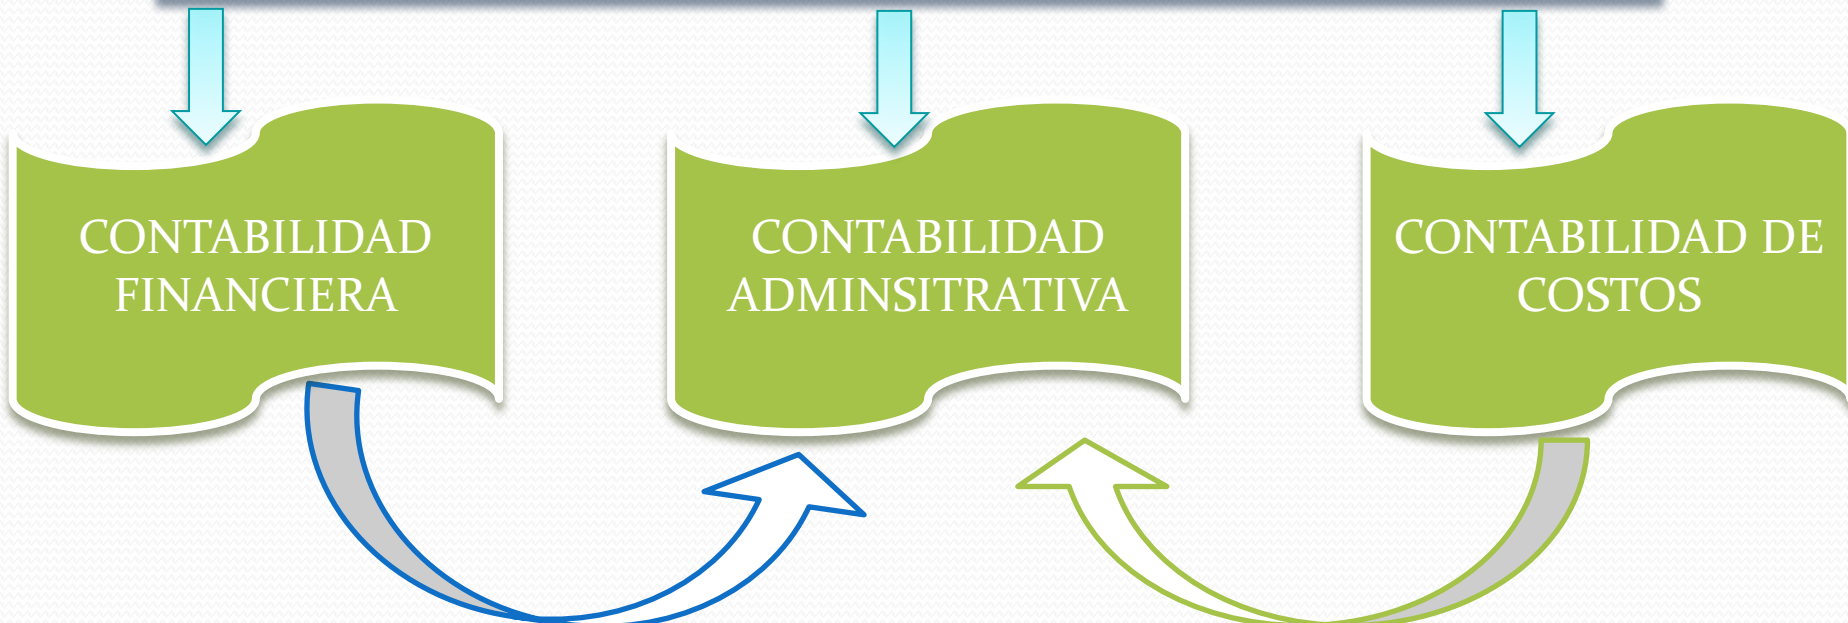 CONTABILIDAD
FINANCIERA
CONTABILIDAD
ADMINSITRATIVA
CONTABILIDAD DE
COSTOS